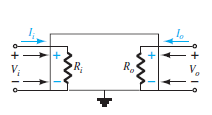 Iᵢ Iₒ
+ + + +
Vᵢ Rᵢ Rₒ Vₒ
− − − −